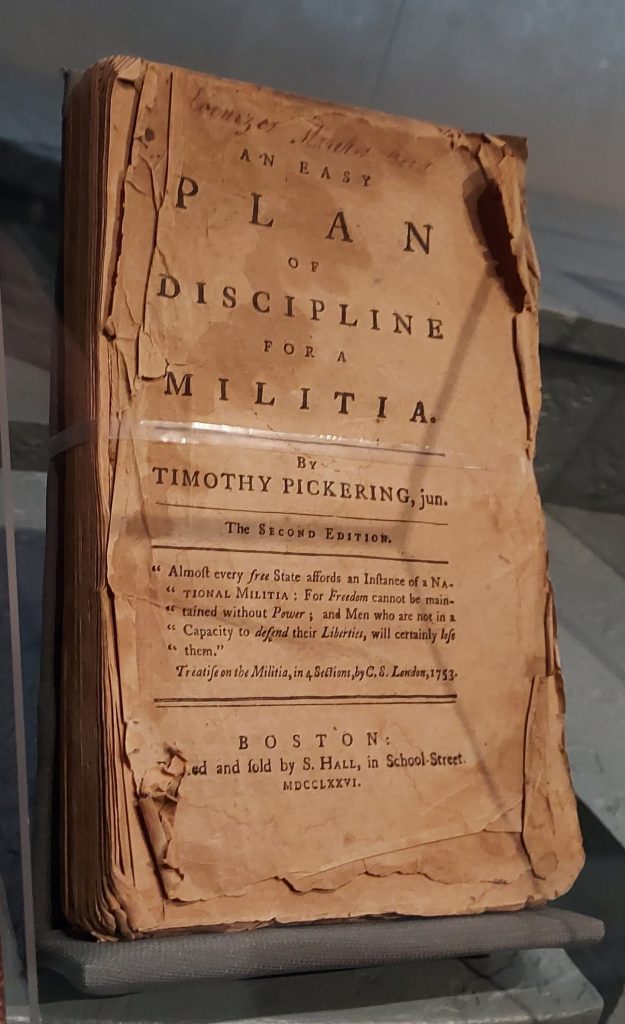 Ebenezer
AN EASY
PLAN
OF
DISCIPLINE
FOR A
MILITIA.
By
TIMOTHY PICKERING, jun.
The SECOND EDITION.
“ Almoſt every free State affords an Inſtance of a NA-
“ TIONAL MILITIA: For Freedom cannot be main-
“ tained without Power; and Men who are not in a
“ Capacity to defend their Liberties, will certainly loſe
“ them.”
Treatiſe on the Militia, in 4 Sections, by C. S. London, 1753.
BOSTON:
ed and ſold by S. HALL, in School-Street.
MDCCLXXVI.